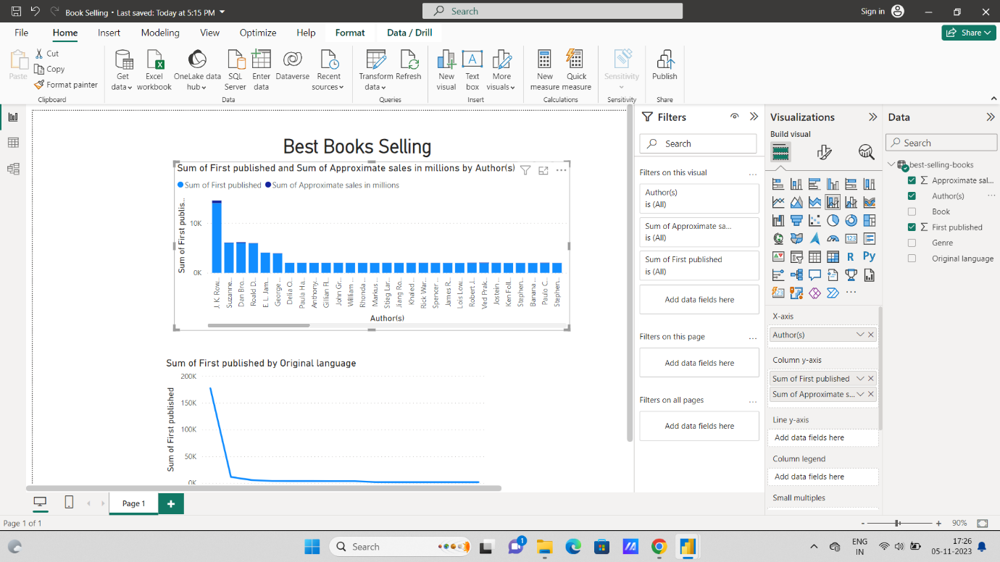 Book Selling • Last saved: Today at 5:15 PM
Search
Sign in
File Home Insert Modeling View Optimize Help Format Data / Drill
Share
Paste
Cut
Copy
Format painter
Clipboard
Get data
Excel workbook
OneLake data hub
SQL Server
Enter data
Dataverse
Recent sources
Data
Transform data
Refresh
Queries
New visual
Text box
More visuals
Insert
New measure
Quick measure
Calculations
Sensitivity
Sensitivity
Publish
Share
Best Books Selling
Sum of First published and Sum of Approximate sales in millions by Author(s)
Sum of First published
Sum of Approximate sales in millions
Sum of First publis...
10K
0K
J. K. Row...
Suzanne...
Dan Bro...
Roald D...
E. L. Jam...
George...
Delia O...
Paula Ha...
Anthony...
Gillian Fl...
John Gr...
William ...
Rhonda ...
Markus ...
Stieg Lar...
Jiang Ro...
Khaled ...
Rick War...
Spencer...
James R...
Lois Low...
Robert J...
Ved Prak...
Jostein ...
Ken Foll...
Stephen...
Banana...
Paulo C...
Stephen...
Author(s)
Sum of First published by Original language
Sum of First published
200K
150K
100K
50K
0K
Filters
Search
Filters on this visual
Author(s)
is (All)
Sum of Approximate sa...
is (All)
Sum of First published
is (All)
Add data fields here
Filters on this page
Add data fields here
Filters on all pages
Add data fields here
Visualizations
Build visual
123
R
Py
X-axis
Author(s)
Column y-axis
Sum of First published
Sum of Approximate s...
Line y-axis
Add data fields here
Column legend
Add data fields here
Small multiples
Data
Search
best-selling-books
Approximate sal...
Author(s)
Book
First published
Genre
Original language
Page 1
Page 1 of 1
90%
Search
1
ENG
IN
17:26
05-11-2023